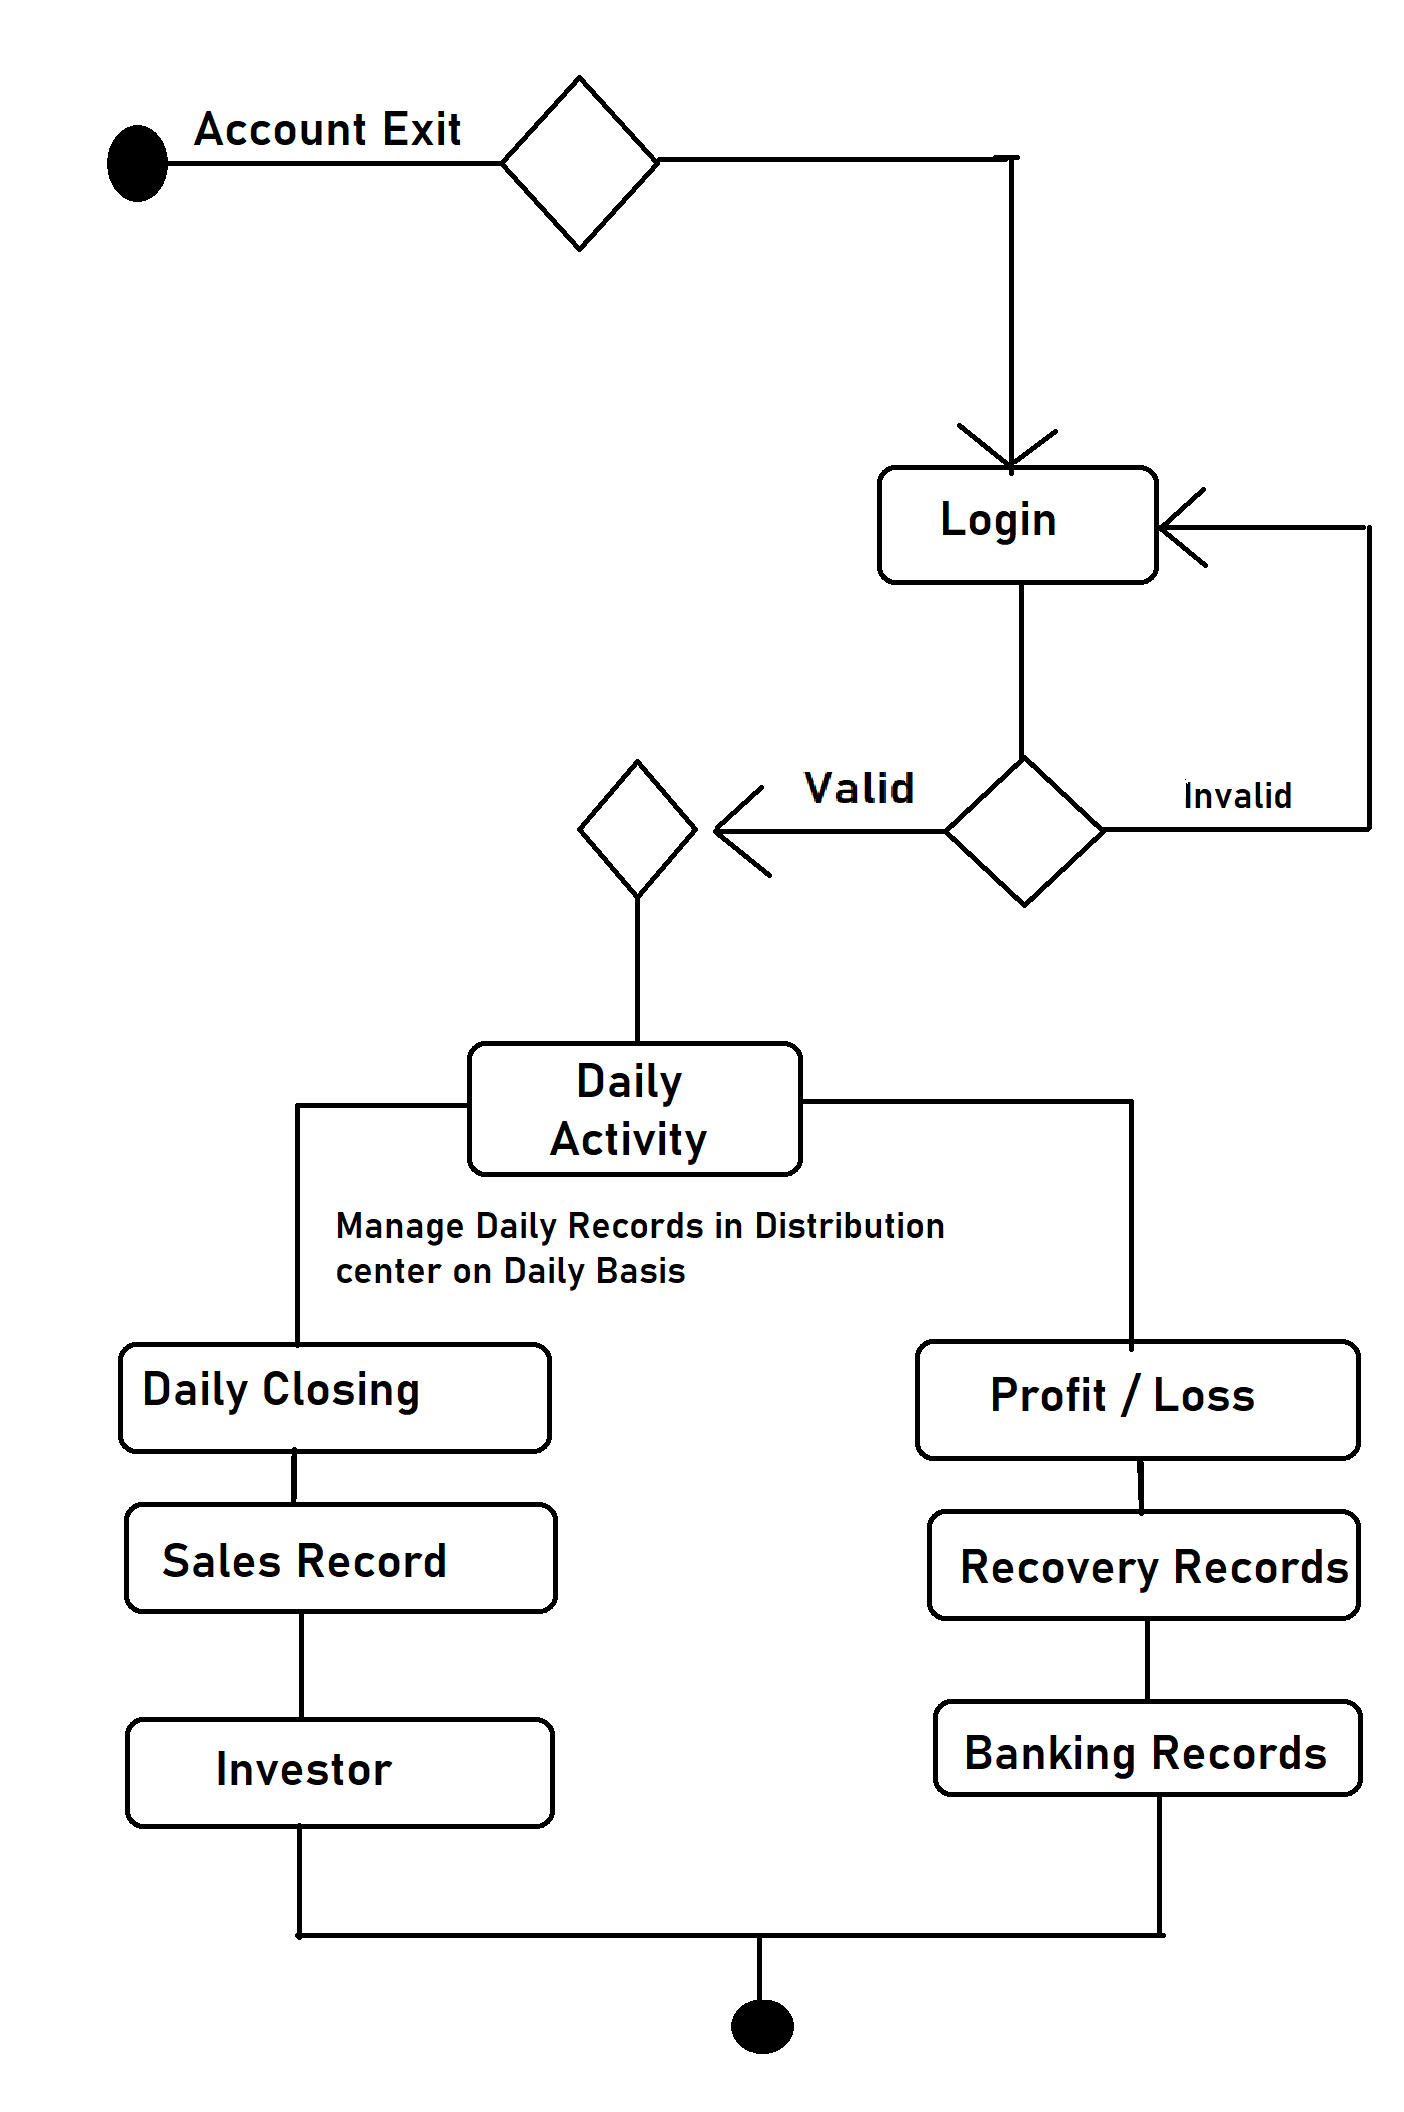 Account Exit
Login
Valid
Invalid
Daily
Activity
Manage Daily Records in Distribution
center on Daily Basis
Daily Closing
Profit / Loss
Sales Record
Recovery Records
Investor
Banking Records